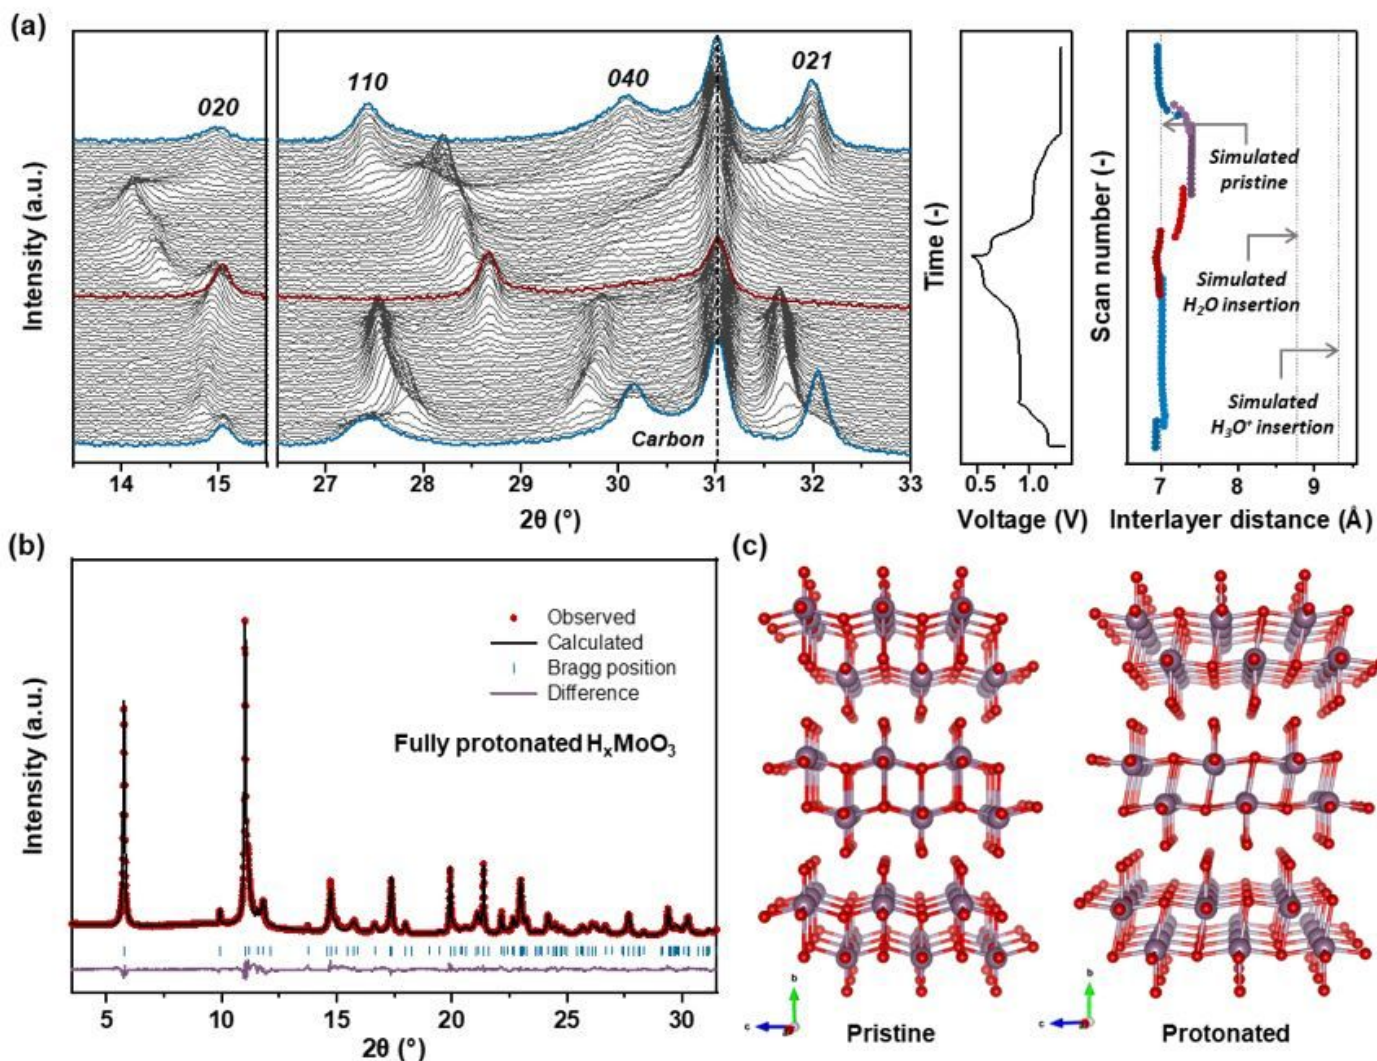 (a)
020
110
040
021
Carbon
Intensity (a.u.)
14
15
27
28
29
30
31
32
33
2θ (°)
Time (-)
0.5
1.0
Voltage (V)
Scan number (-)
Simulated
pristine
Simulated
H₂O insertion
Simulated
H₃O⁺ insertion
7
8
9
Interlayer distance (Å)
(b)
Observed
Calculated
Bragg position
Difference
Fully protonated HₓMoO₃
Intensity (a.u.)
5
10
15
20
25
30
2θ (°)
(c)
b
c
Pristine
b
c
Protonated